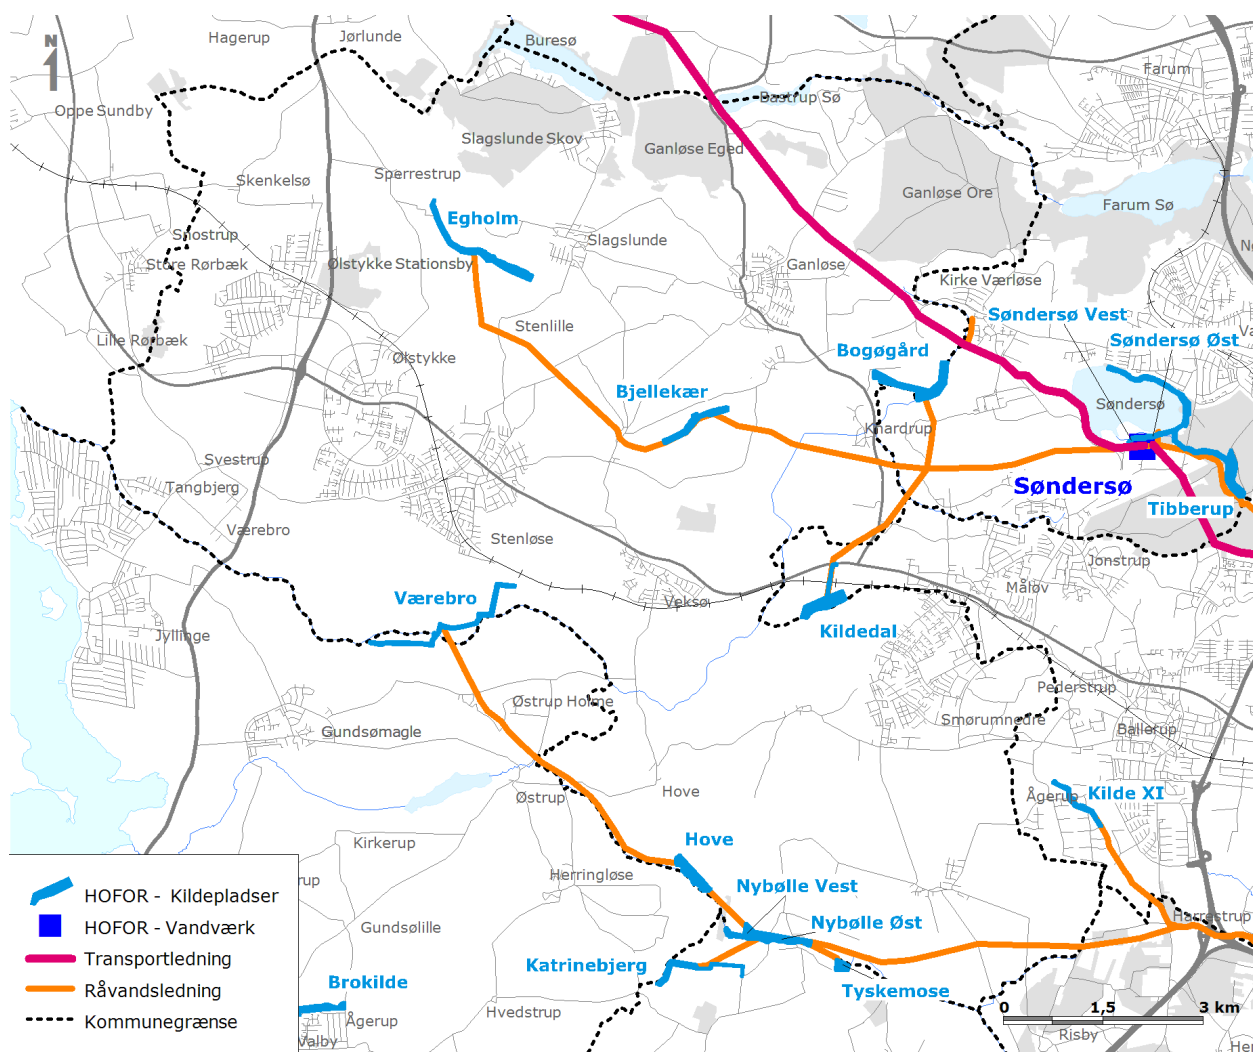 Hagerup
Jørlunde
Buresø
Farum
N
Oppe Sundby
Bastrup Sø
Slagslunde Skov
Ganløse Eged
Sperrestrup
Skenkelsø
Ganløse Ore
Farum Sø
Egholm
Snostrup
Slagslunde
Store Rørbæk
Ølstykke Stationsby
Ganløse
Kirke Værløse
Søndersø Vest
Stenlille
Lille Rørbæk
Ølstykke
Bogøgård
Søndersø Øst
Bjellekær
Søndersø
Knardrup
Svestrup
Tangbjerg
Søndersø
Tibberup
Værebro
Stenløse
Jonstrup
Måløv
Værebro
Veksø
Kildedal
Jyllinge
Pederstrup
Østrup Holme
Smørumnedre
Gundsømagle
Ballerup
Østrup
Hove
Ågerup
Kilde XI
Kirkerup
Hove
Herringløse
Nybølle Vest
HOFOR - Kildepladser
Nybølle Øst
Harrestrup
HOFOR - Vandværk
Gundsølille
Transportledning
Katrinebjerg
Råvandsledning
Brokilde
Tyskemose
Kommunegrænse
Ågerup
Hvedstrup
0 1,5 3 km
Valby
Risby